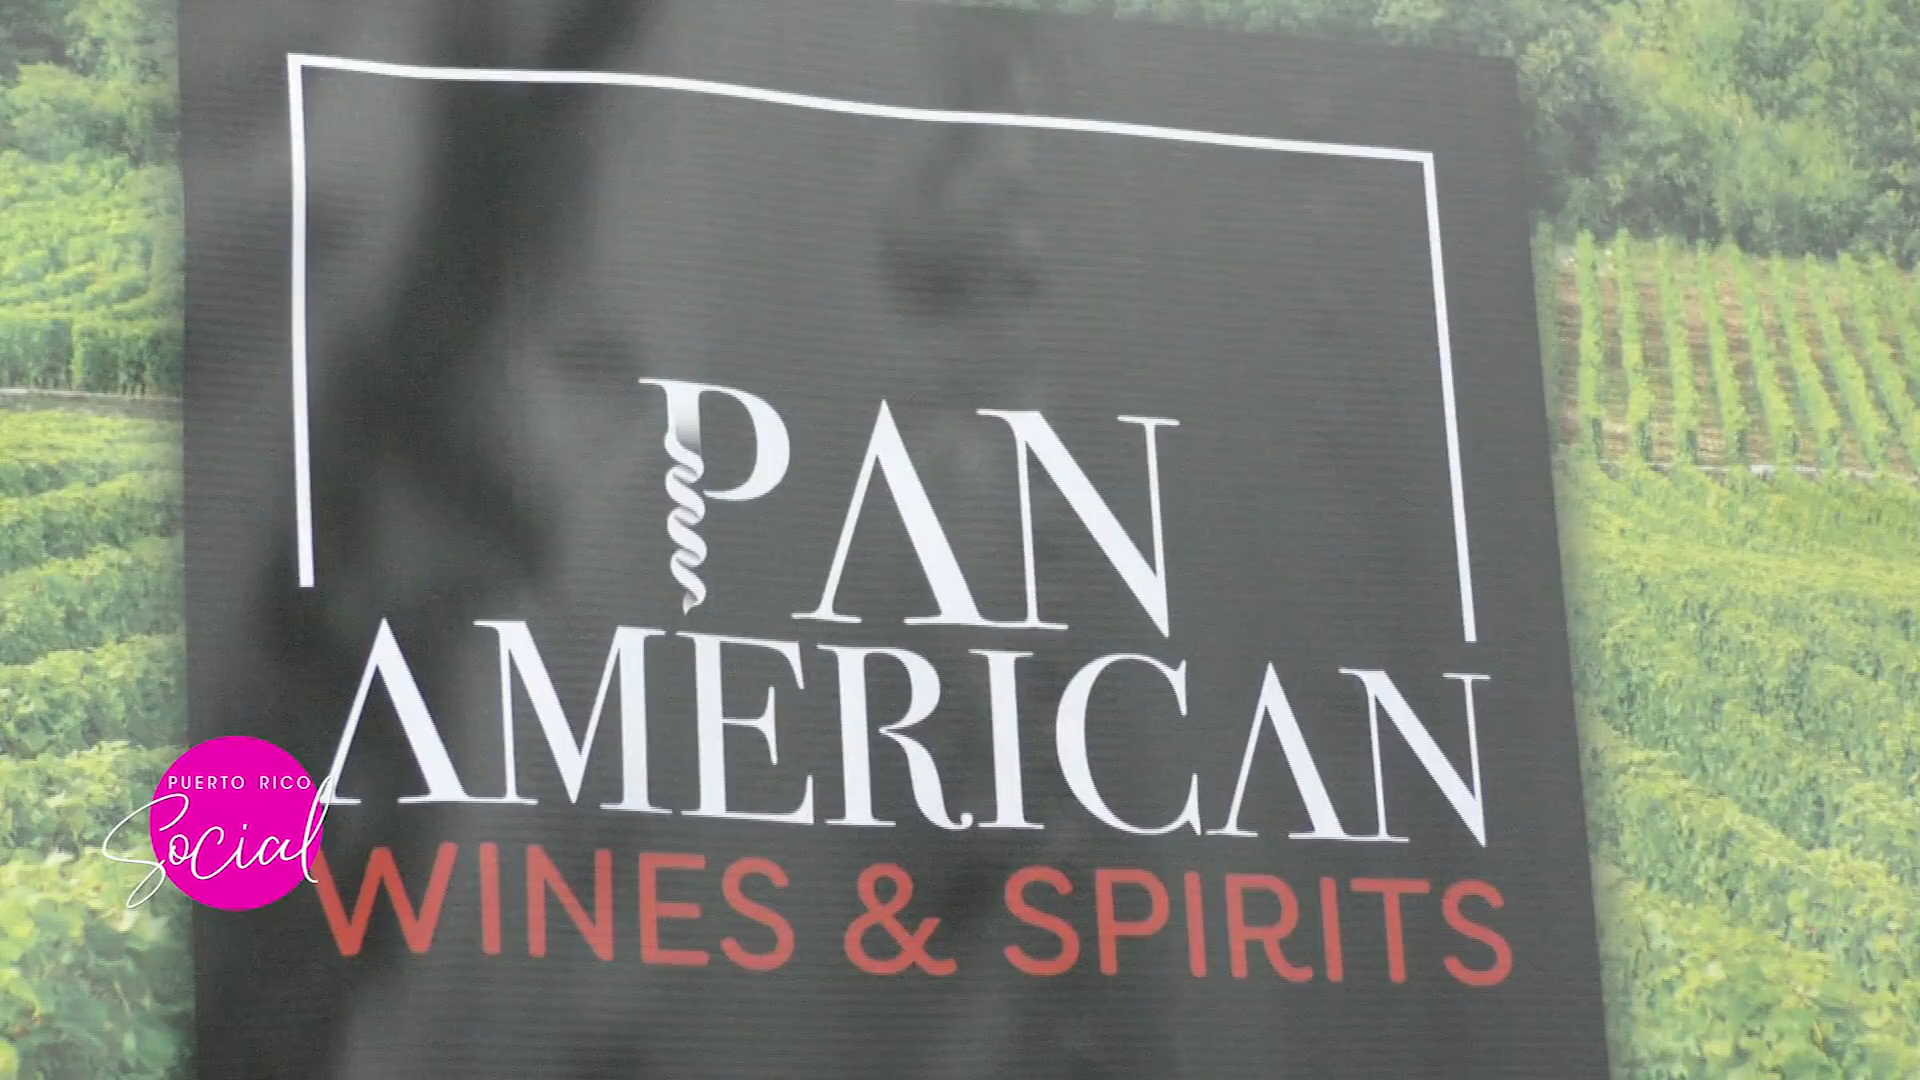 PAN
AMERICAN
WINES & SPIRITS
PUERTO RICO
Social